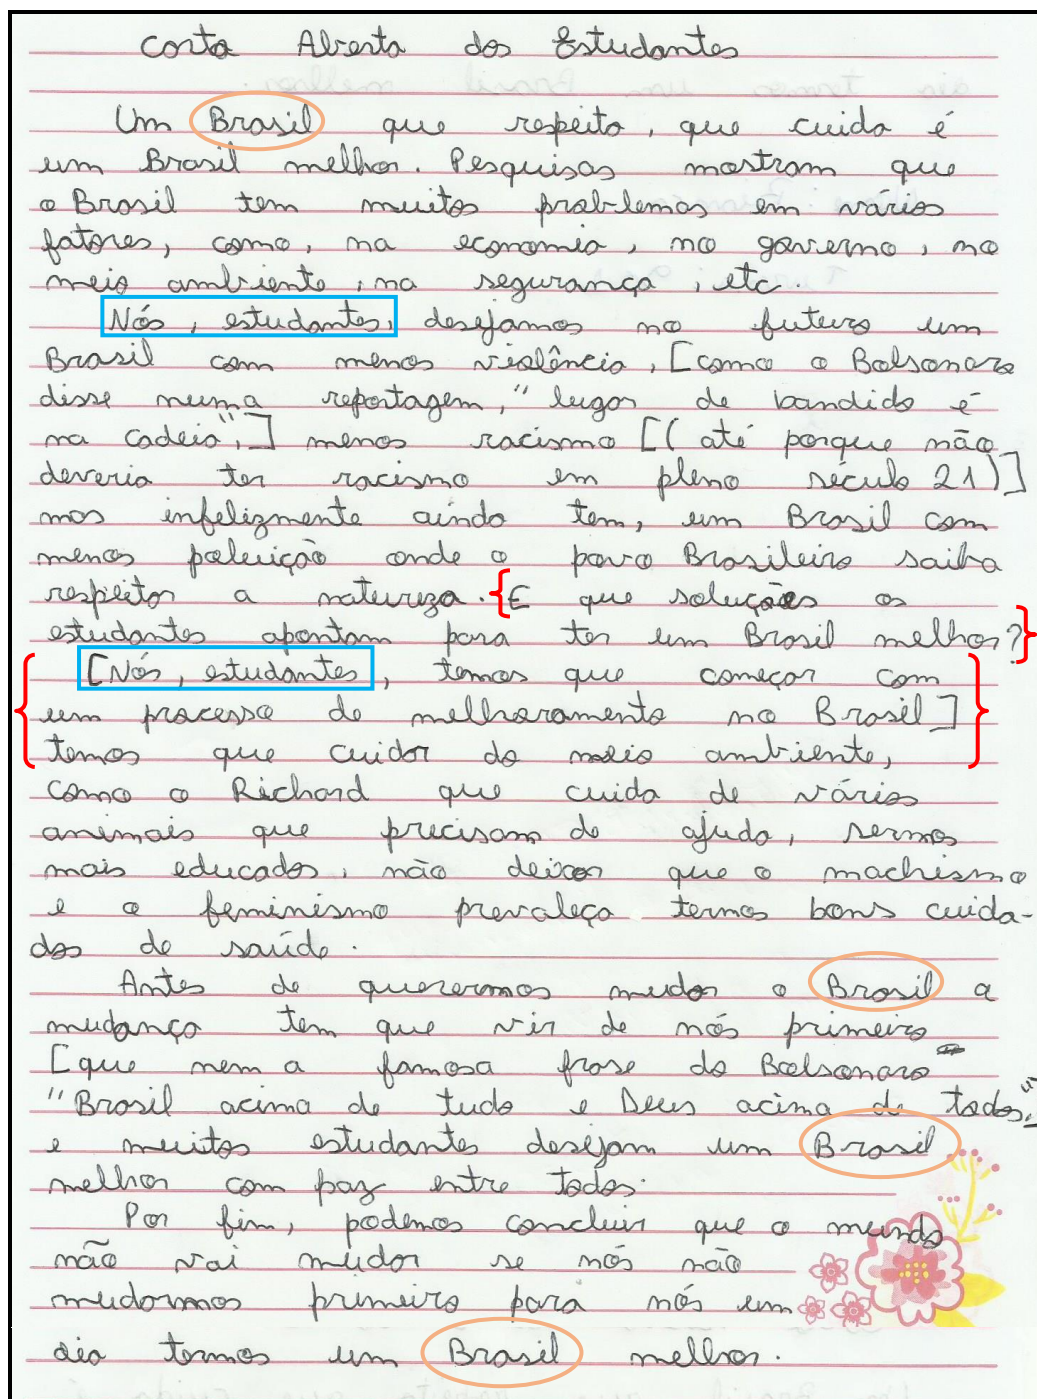 Carta Aberta dos Estudantes
Um Brasil que respeita, que cuida é
um Brasil melhor. Pesquisas mostram que
o Brasil tem muitos problemas em vários
fatores, como, na economia, no governo, no
meio ambiente, na segurança, etc.
Nós, estudantes, desejamos no futuro um
Brasil com menos violência, [como o Bolsonaro
disse numa reportagem, "lugar de bandido é
na cadeia",] menos racismo [(até porque não
deveria ter racismo em pleno século 21)]
mas infelizmente ainda tem, um Brasil com
menos poluição onde o povo Brasileiro saiba
respeitar a natureza. {E que soluções os
estudantes apontam para ter um Brasil melhor?}
{[Nós, estudantes, temos que começar com
um processo de melhoramento no Brasil]
temos que cuidar do meio ambiente,}
como o Richard que cuida de vários
animais que precisam de ajuda, sermos
mais educados, não deixar que o machismo
e o feminismo prevaleça termos bons cuida-
dos de saúde.
Antes de querermos mudar o Brasil a
mudança tem que vir de nós primeiro
[que nem a famosa frase do Bolsonaro
"Brasil acima de tudo e Deus acima de todos,"]
e muitos estudantes desejam um Brasil
melhor com paz entre todos.
Por fim, podemos concluir que o mundo
não vai mudar se nós não
mudarmos primeiro para nós um
dia termos um Brasil melhor.